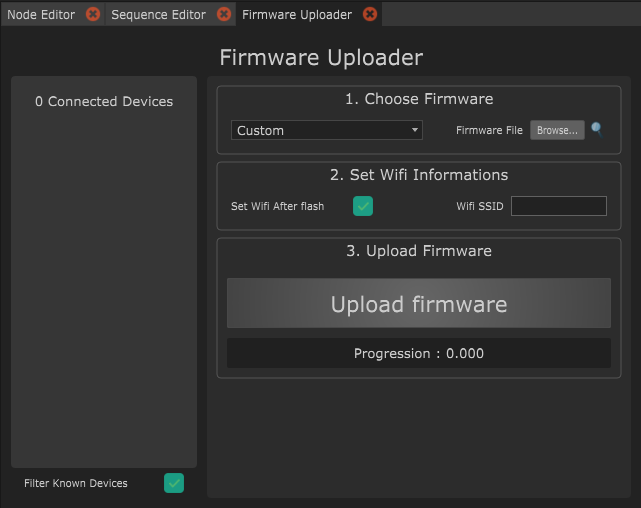 Node Editor
Sequence Editor
Firmware Uploader
Firmware Uploader
0 Connected Devices
1. Choose Firmware
Custom
Firmware File
Browse...
2. Set Wifi Informations
Set Wifi After flash
Wifi SSID
3. Upload Firmware
Upload firmware
Progression : 0.000
Filter Known Devices